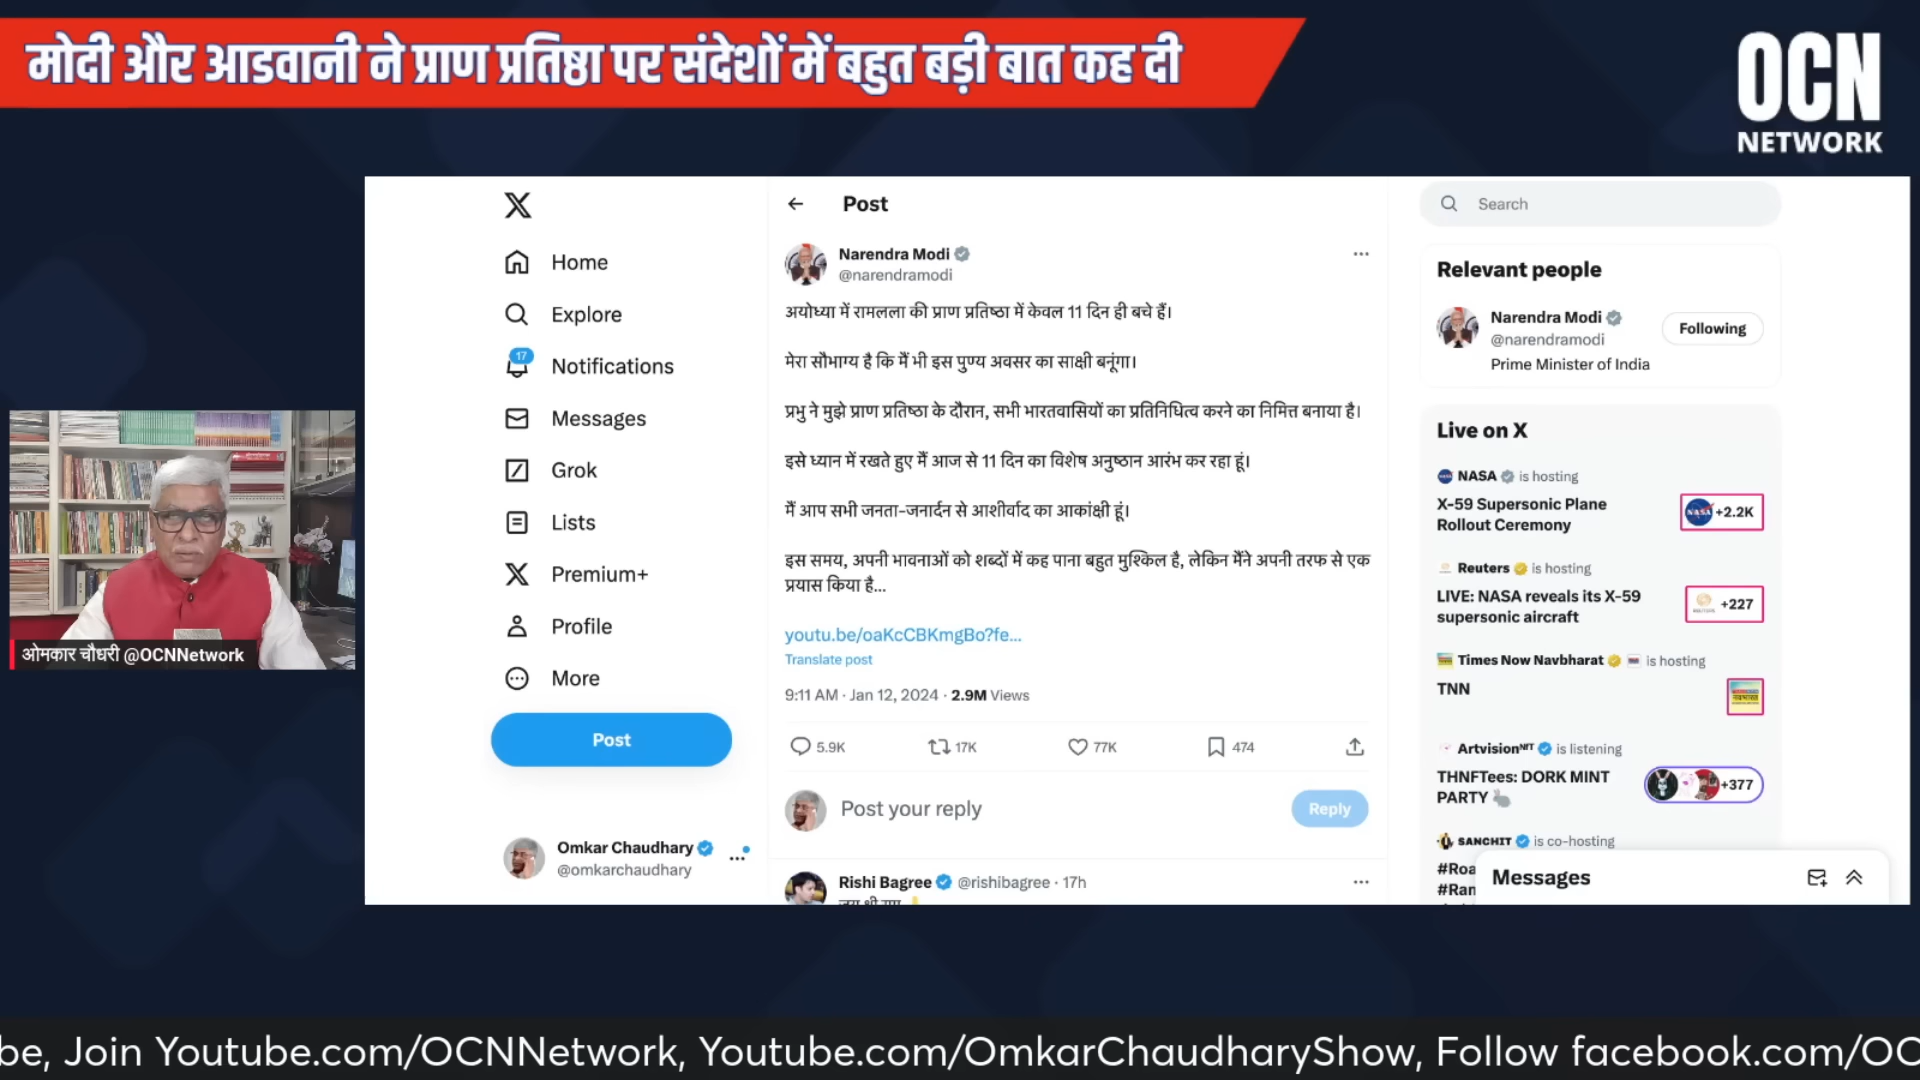 मोदी और आडवानी ने प्राण प्रतिष्ठा पर संदेशों में बहुत बड़ी बात कह दी
OCN
NETWORK
ओमकार चौधरी @OCNNetwork
Home
Explore
17
Notifications
Messages
Grok
Lists
Premium+
Profile
More
Post
Omkar Chaudhary
@omkarchaudhary
Post
Narendra Modi
@narendramodi
अयोध्या में रामलला की प्राण प्रतिष्ठा में केवल 11 दिन ही बचे हैं।
मेरा सौभाग्य है कि मैं भी इस पुण्य अवसर का साक्षी बनूंगा।
प्रभु ने मुझे प्राण प्रतिष्ठा के दौरान, सभी भारतवासियों का प्रतिनिधित्व करने का निमित्त बनाया है।
इसे ध्यान में रखते हुए मैं आज से 11 दिन का विशेष अनुष्ठान आरंभ कर रहा हूं।
मैं आप सभी जनता-जनार्दन से आशीर्वाद का आकांक्षी हूं।
इस समय, अपनी भावनाओं को शब्दों में कह पाना बहुत मुश्किल है, लेकिन मैंने अपनी तरफ से एक
प्रयास किया है...
youtu.be/oaKcCBKmgBo?fe...
Translate post
9:11 AM · Jan 12, 2024 · 2.9M Views
5.9K 17K 77K 474
Post your reply
Reply
Rishi Bagree @rishibagree · 17h
Search
Relevant people
Narendra Modi
@narendramodi
Following
Prime Minister of India
Live on X
NASA is hosting
X-59 Supersonic Plane
Rollout Ceremony
+2.2K
Reuters is hosting
LIVE: NASA reveals its X-59
supersonic aircraft
+227
Times Now Navbharat is hosting
TNN
Artvisionᴺᶠᵀ is listening
THNFTees: DORK MINT
PARTY
+377
SANCHIT is co-hosting
#Roa
#Ran
Messages
be, Join Youtube.com/OCNNetwork, Youtube.com/OmkarChaudharyShow, Follow facebook.com/OC